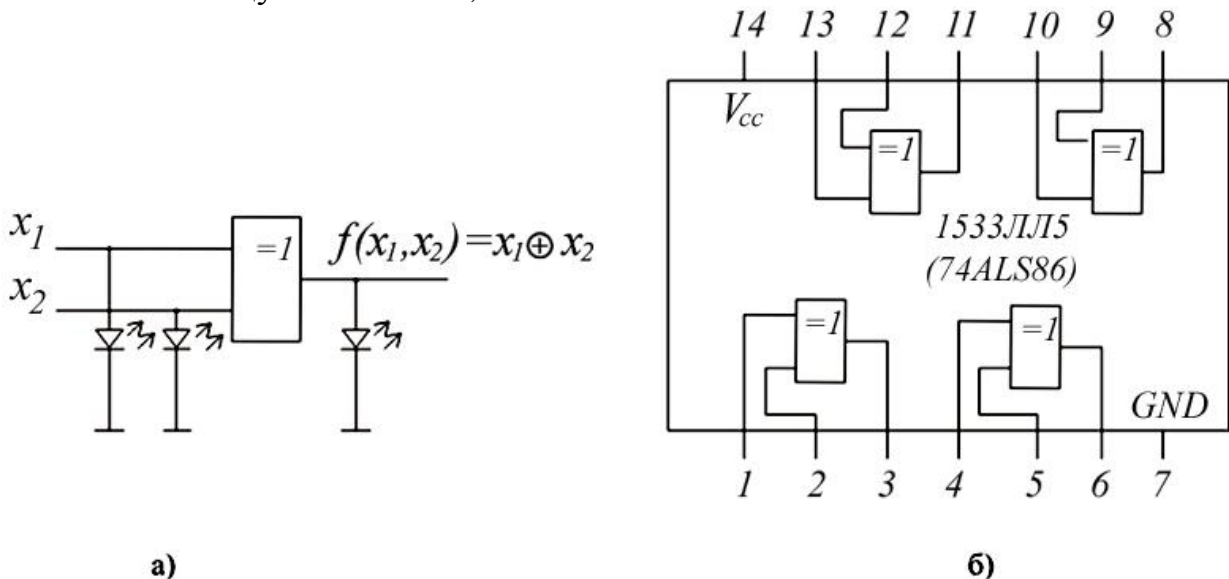 14 13 12 11 10 9 8
Vcc
=1 =1
x1
=1
f(x1,x2)=x1⊕x2
x2
1533ЛЛ5
(74ALS86)
=1 =1
GND
1 2 3 4 5 6 7
а) б)